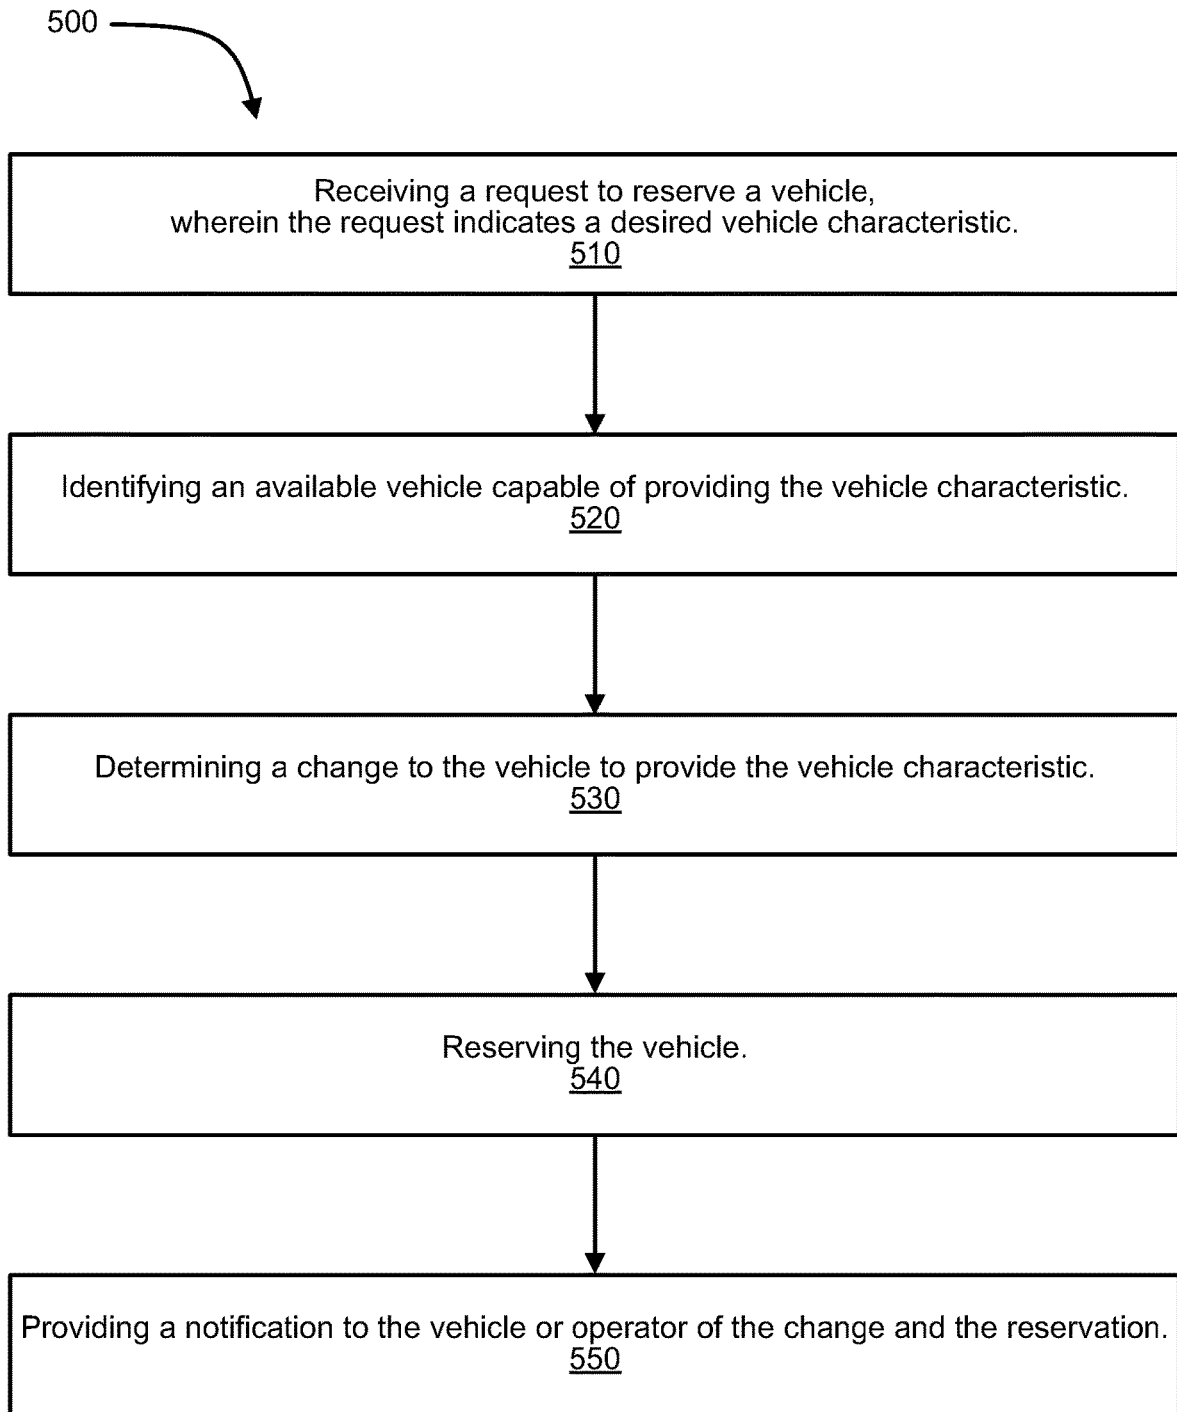 500
Receiving a request to reserve a vehicle,
wherein the request indicates a desired vehicle characteristic.
510
Identifying an available vehicle capable of providing the vehicle characteristic.
520
Determining a change to the vehicle to provide the vehicle characteristic.
530
Reserving the vehicle.
540
Providing a notification to the vehicle or operator of the change and the reservation.
550